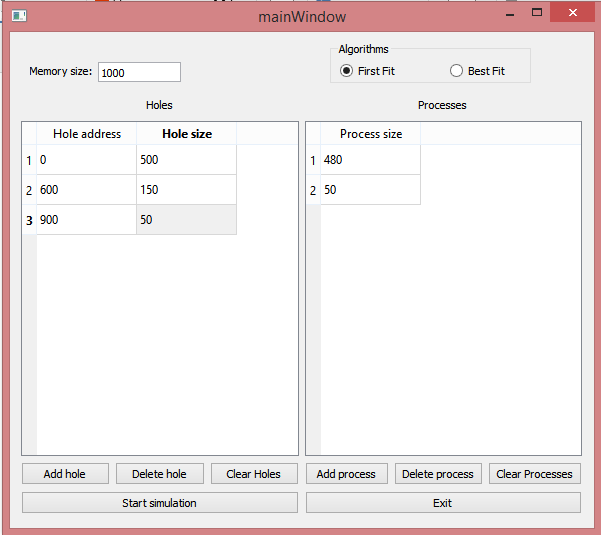 mainWindow
Algorithms
Memory size: 1000
First Fit Best Fit
Holes Processes
Hole address Hole size Process size
1 0 500 1 480
2 600 150 2 50
3 900 50
Add hole Delete hole Clear Holes Add process Delete process Clear Processes
Start simulation Exit